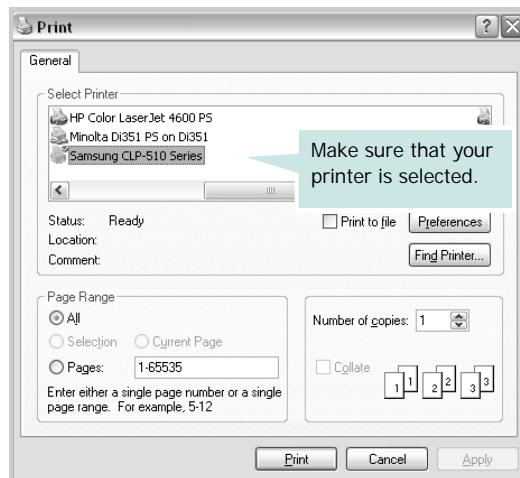 Print
General
Select Printer
HP Color LaserJet 4600 PS
Minolta Di351 PS on Di351
Samsung CLP-510 Series
Make sure that your
printer is selected.
Status: Ready
Print to file
Preferences
Location:
Comment:
Find Printer...
Page Range
All
Selection
Current Page
Pages: 1-65535
Enter either a single page number or a single
page range. For example, 5-12
Number of copies: 1
Collate
1 1 2 2 3 3
Print
Cancel
Apply